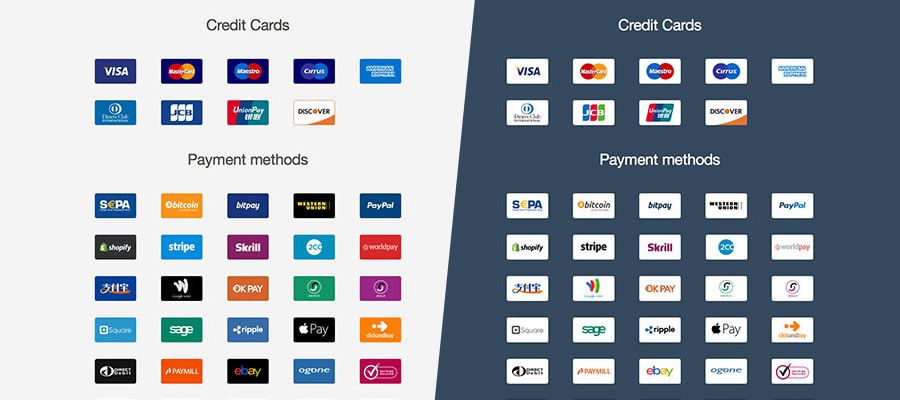 Credit Cards
VISA MasterCard Maestro Cirrus AMERICAN EXPRESS
Diners Club INTERNATIONAL JCB UnionPay 银联 DISCOVER
Payment methods
S€PA bitcoin bitpay WESTERN UNION PayPal
shopify stripe Skrill 2CO worldpay
支付宝 Google wallet OK PAY
Square sage ripple Pay clickandbuy
DIRECT Debit PAYMILL ebay ogone
Credit Cards
VISA MasterCard Maestro Cirrus AMERICAN EXPRESS
Diners Club INTERNATIONAL JCB UnionPay 银联 DISCOVER
Payment methods
S€PA bitcoin bitpay WESTERN UNION PayPal
shopify stripe Skrill 2CO worldpay
支付宝 Google wallet OK PAY
Square sage ripple Pay clickandbuy
DIRECT Debit PAYMILL ebay ogone